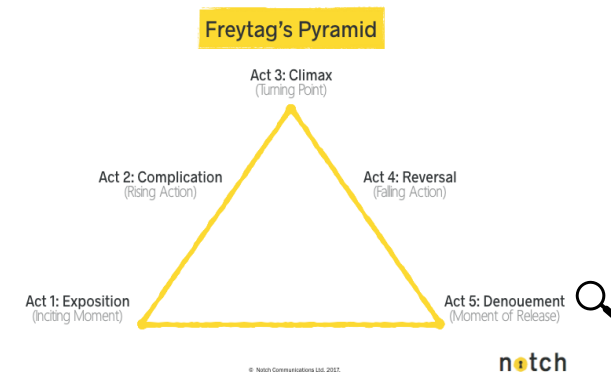 Freytag's Pyramid
Act 3: Climax
(Turning Point)
Act 2: Complication
(Rising Action)
Act 4: Reversal
(Falling Action)
Act 1: Exposition
(Inciting Moment)
Act 5: Denouement
(Moment of Release)
© Notch Communications Ltd. 2017.
notch